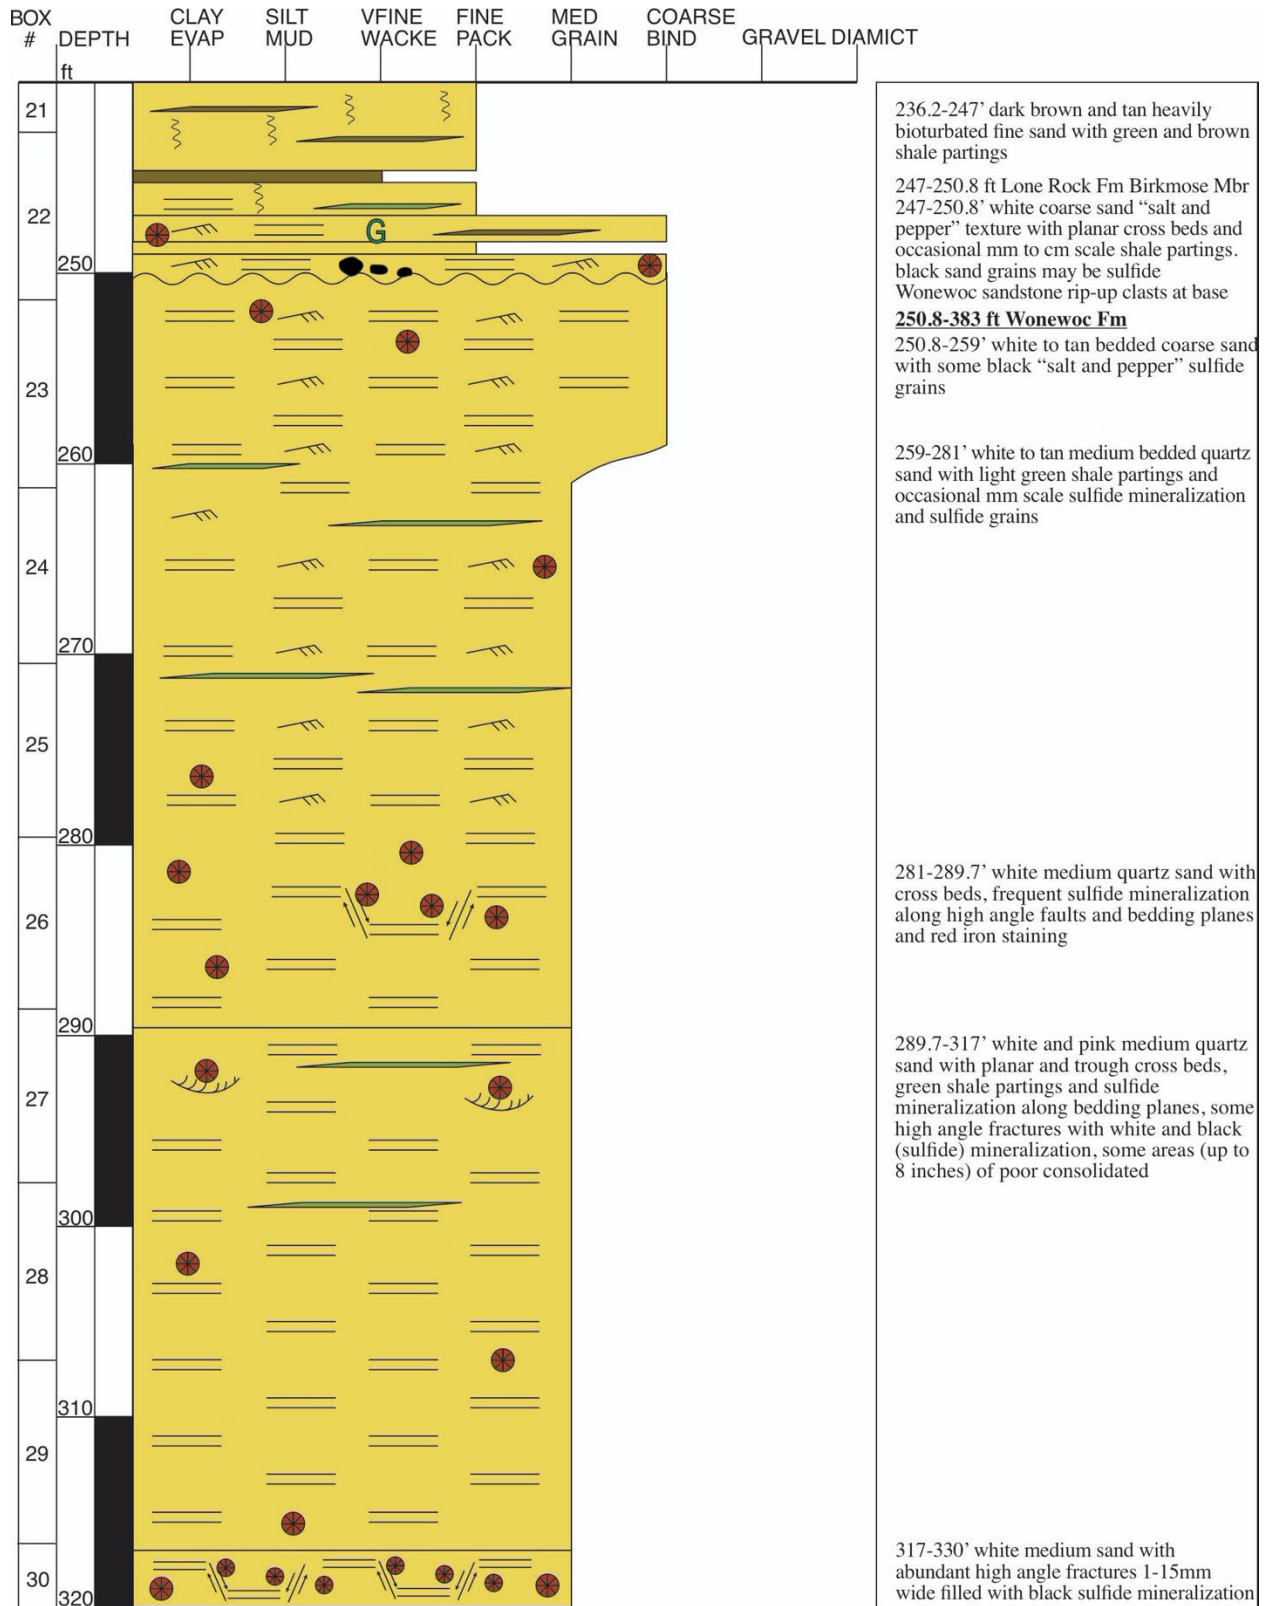 BOX CLAY SILT VFINE FINE MED COARSE
# DEPTH EVAP MUD WACKE PACK GRAIN BIND GRAVEL DIAMICT
ft
21
236.2-247’ dark brown and tan heavily
bioturbated fine sand with green and brown
shale partings
22
247-250.8 ft Lone Rock Fm Birkmose Mbr
247-250.8’ white coarse sand “salt and
pepper” texture with planar cross beds and
occasional mm to cm scale shale partings.
black sand grains may be sulfide
Wonewoc sandstone rip-up clasts at base
G
250
250.8-383 ft Wonewoc Fm
250.8-259’ white to tan bedded coarse sand
with some black “salt and pepper” sulfide
grains
23
260
259-281’ white to tan medium bedded quartz
sand with light green shale partings and
occasional mm scale sulfide mineralization
and sulfide grains
24
270
25
280
281-289.7’ white medium quartz sand with
cross beds, frequent sulfide mineralization
along high angle faults and bedding planes
and red iron staining
26
290
289.7-317’ white and pink medium quartz
sand with planar and trough cross beds,
green shale partings and sulfide
mineralization along bedding planes, some
high angle fractures with white and black
(sulfide) mineralization, some areas (up to
8 inches) of poor consolidated
27
300
28
310
29
317-330’ white medium sand with
abundant high angle fractures 1-15mm
wide filled with black sulfide mineralization
30
320